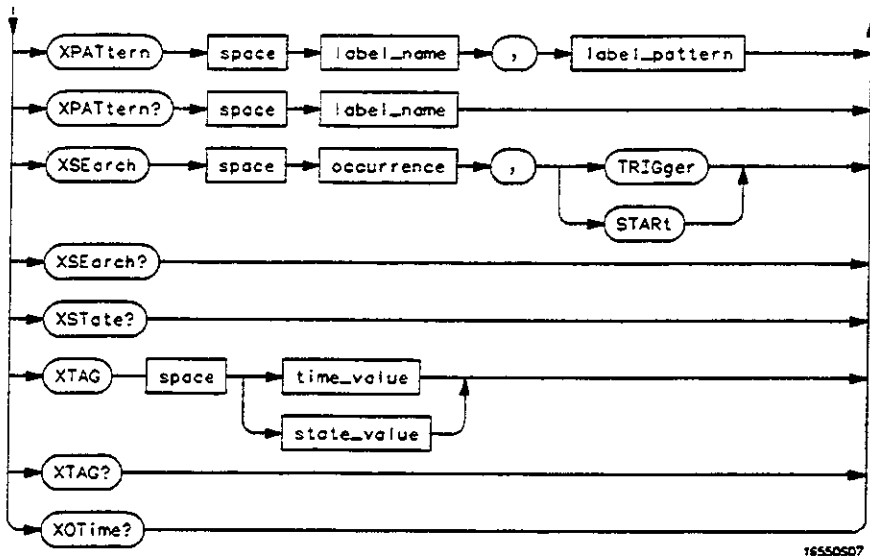 XPATtern space label_name , label_pattern
XPATtern? space label_name
XSEarch space occurrence , TRIGger
STARt
XSEarch?
XSTate?
XTAG space time_value
state_value
XTAG?
XOTime?
16550S07